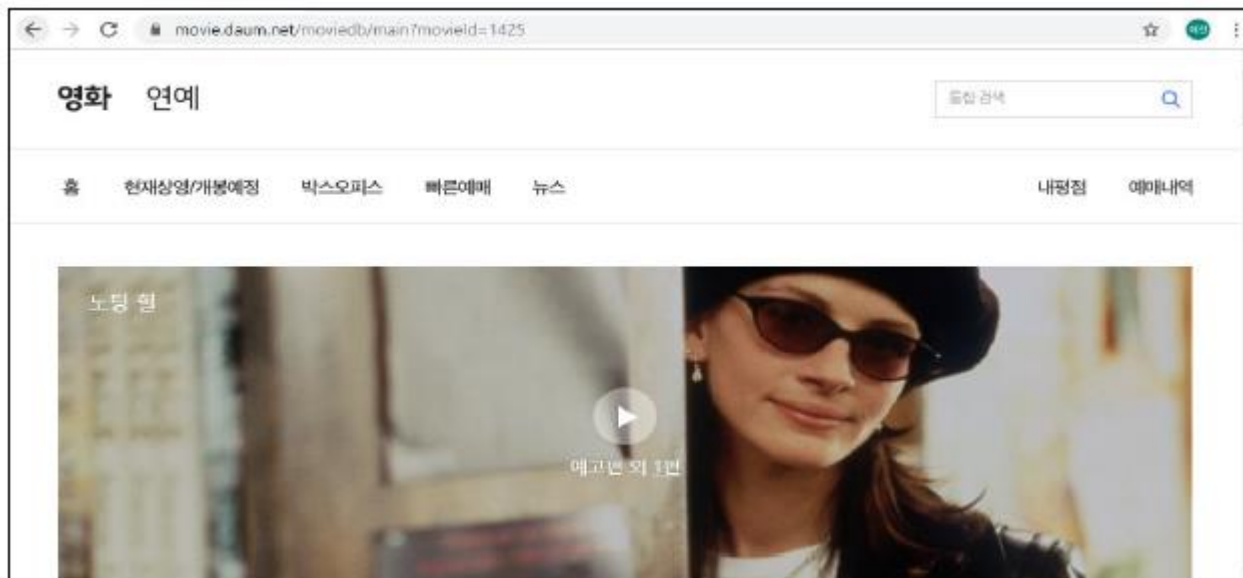 movie.daum.net/moviedb/main?movieId=1425
영화 연예
통합 검색
홈 현재상영/개봉예정 박스오피스 빠른예매 뉴스 내평점 예매내역
노팅 힐
예고편 외 1편